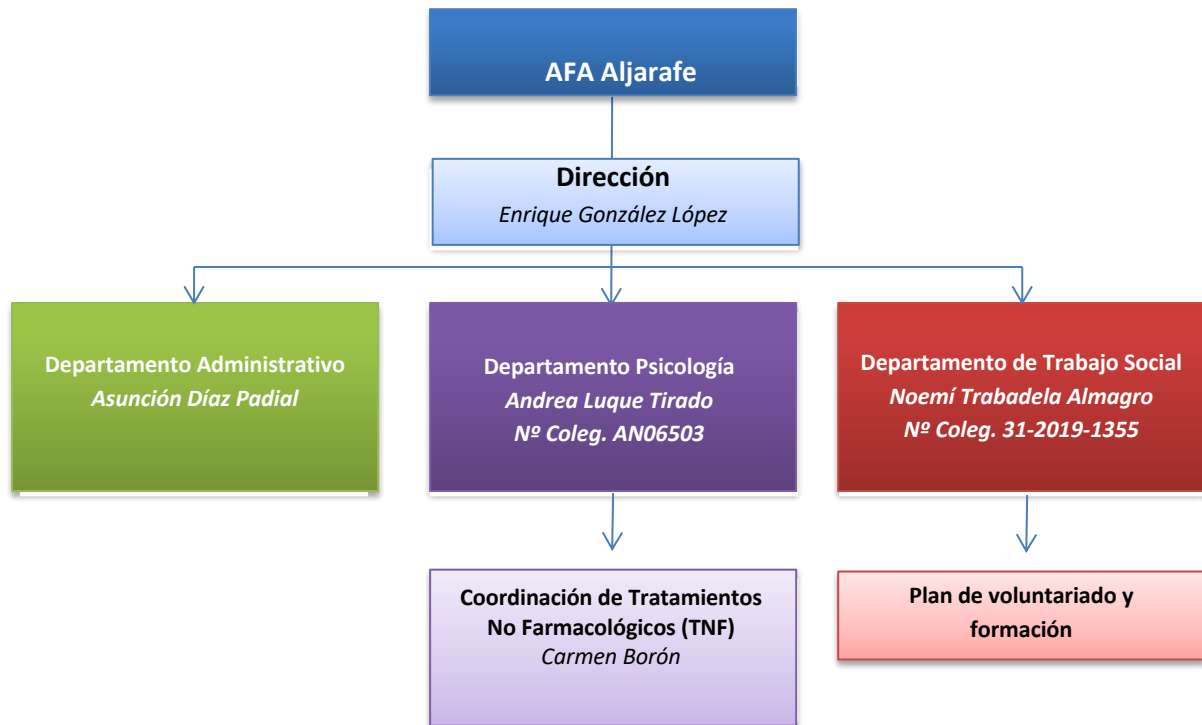 AFA Aljarafe
Dirección
Enrique González López
Departamento Administrativo
Asunción Díaz Padial
Departamento Psicología
Andrea Luque Tirado
Nº Coleg. AN06503
Departamento de Trabajo Social
Noemí Trabadela Almagro
Nº Coleg. 31-2019-1355
Coordinación de Tratamientos
No Farmacológicos (TNF)
Carmen Borón
Plan de voluntariado y
formación